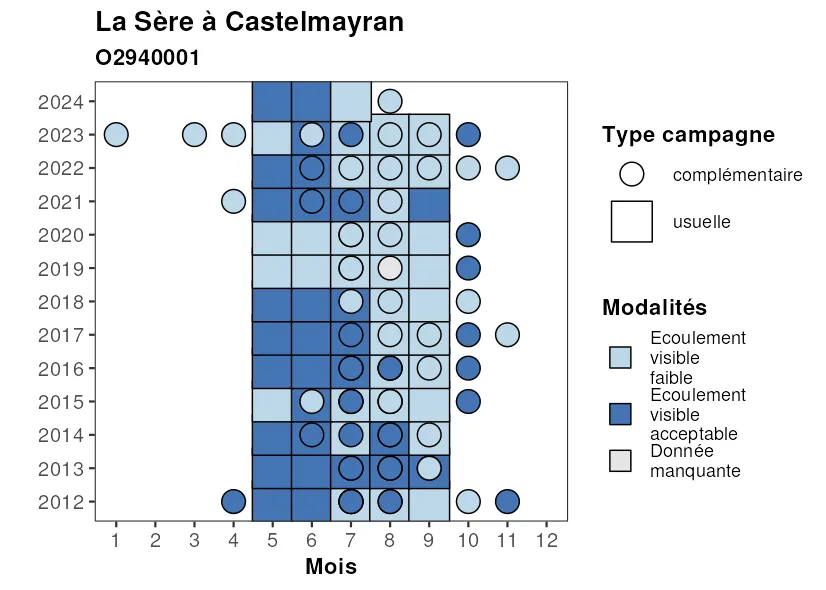 La Sère à Castelmayran
O2940001
2024
2023
2022
2021
2020
2019
2018
2017
2016
2015
2014
2013
2012
1 2 3 4 5 6 7 8 9 10 11 12
Mois
Type campagne
complémentaire
usuelle
Modalités
Ecoulement
visible
faible
Ecoulement
visible
acceptable
Donnée
manquante